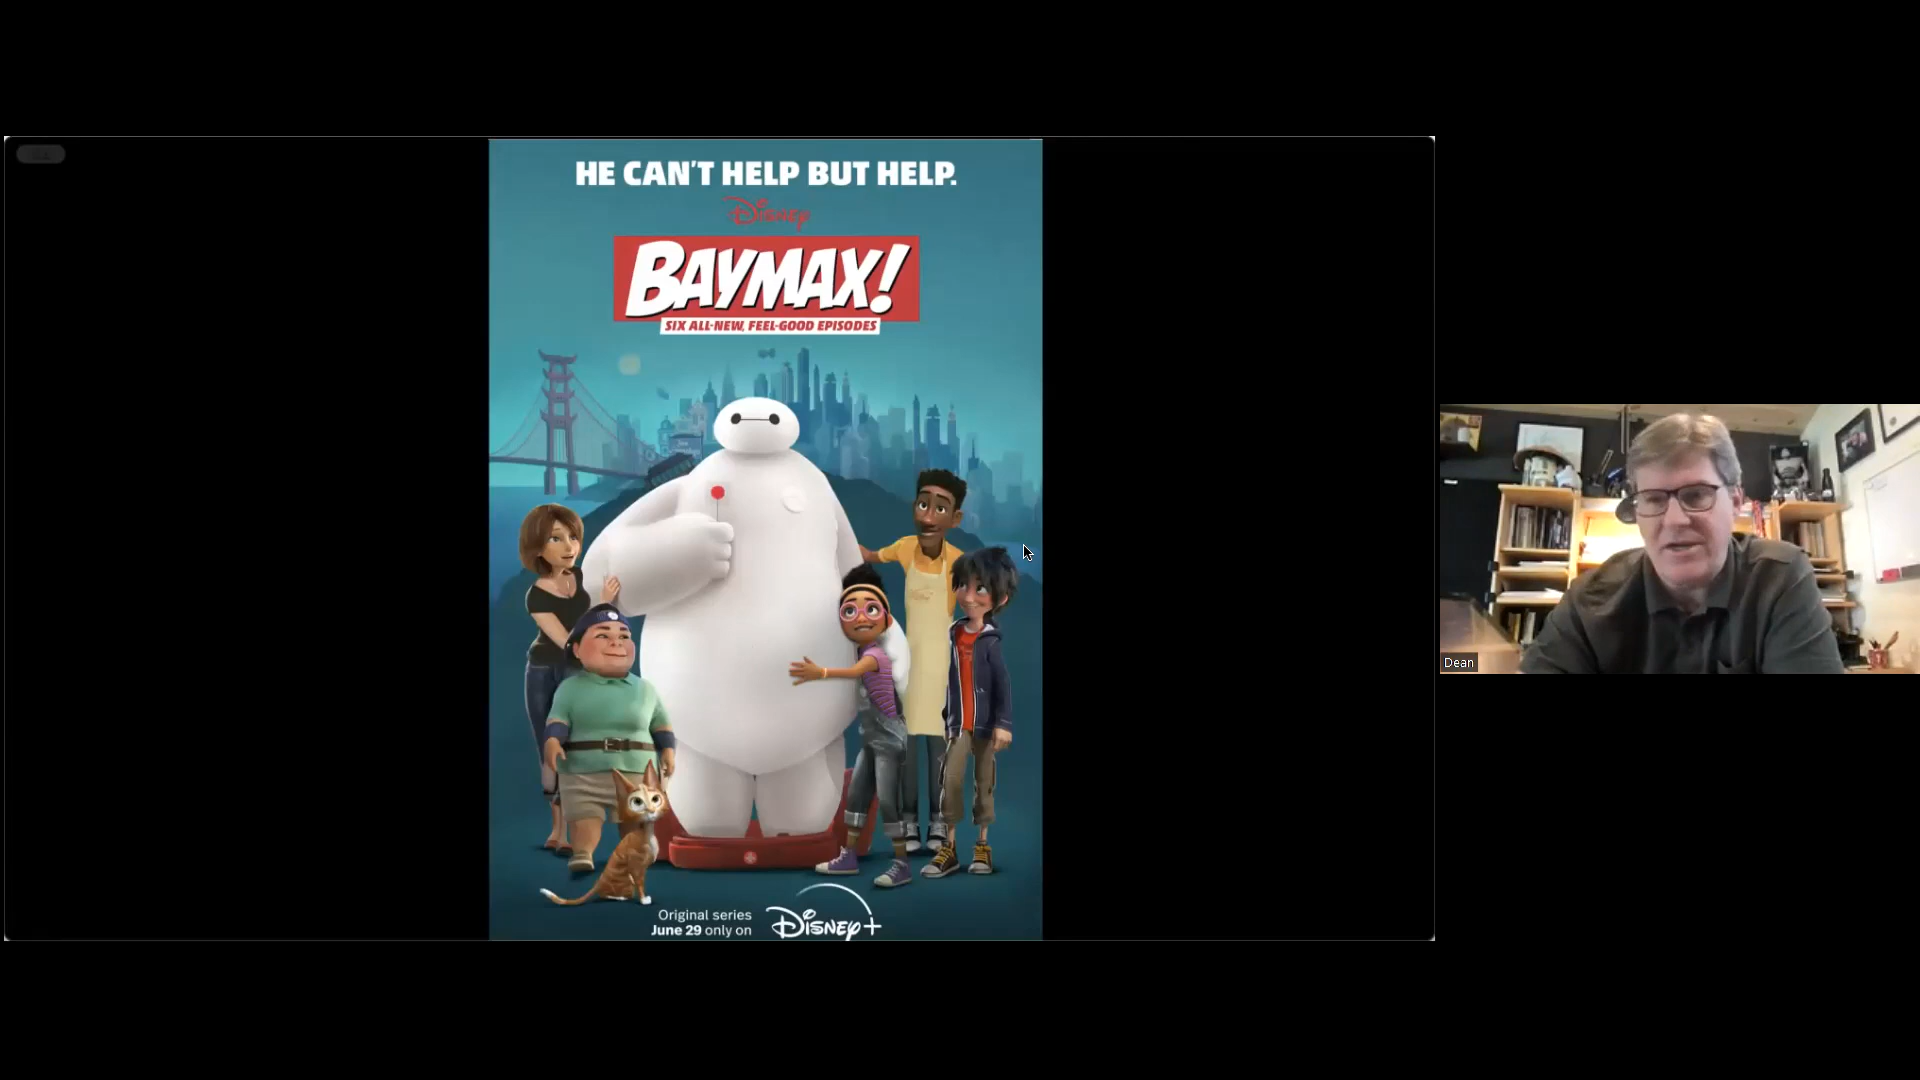 HE CAN'T HELP BUT HELP.
Disney
BAYMAX!
SIX ALL-NEW, FEEL-GOOD EPISODES
Original series
June 29 only on
Disney+
Dean